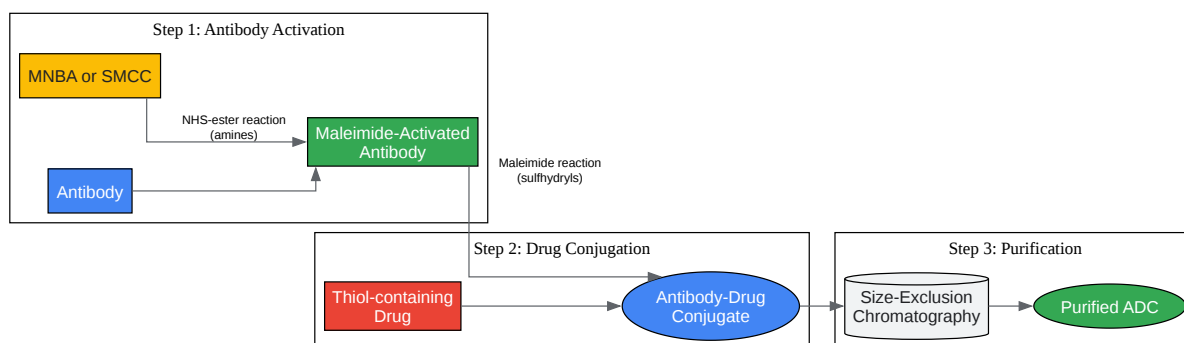 Step 1: Antibody Activation
MNBA or SMCC
NHS-ester reaction
(amines)
Maleimide-Activated
Antibody
Antibody
Maleimide reaction
(sulfhydryls)
Step 2: Drug Conjugation
Thiol-containing
Drug
Antibody-Drug
Conjugate
Step 3: Purification
Size-Exclusion
Chromatography
Purified ADC